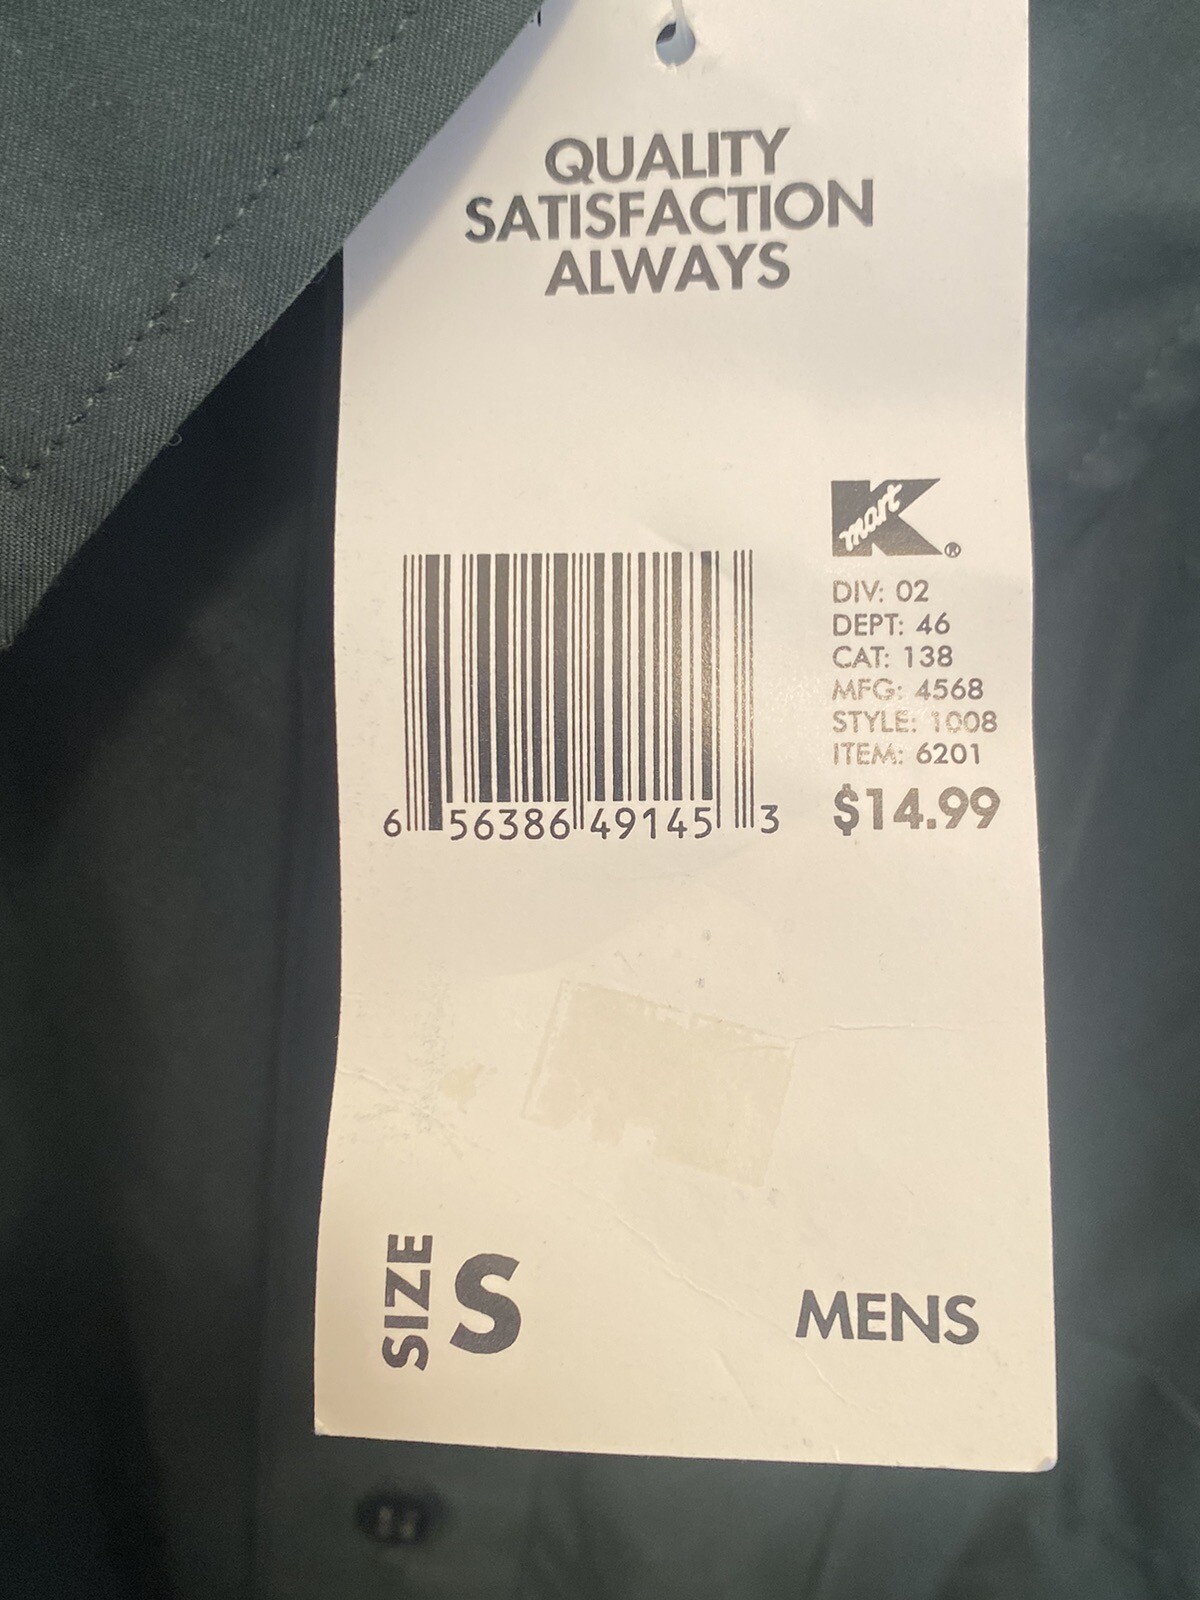 QUALITY
SATISFACTION
ALWAYS
K
mart
®
DIV: 02
DEPT: 46
CAT: 138
MFG: 4568
STYLE: 1008
ITEM: 6201
$14.99
6 56386 49145 3
SIZE S
MENS